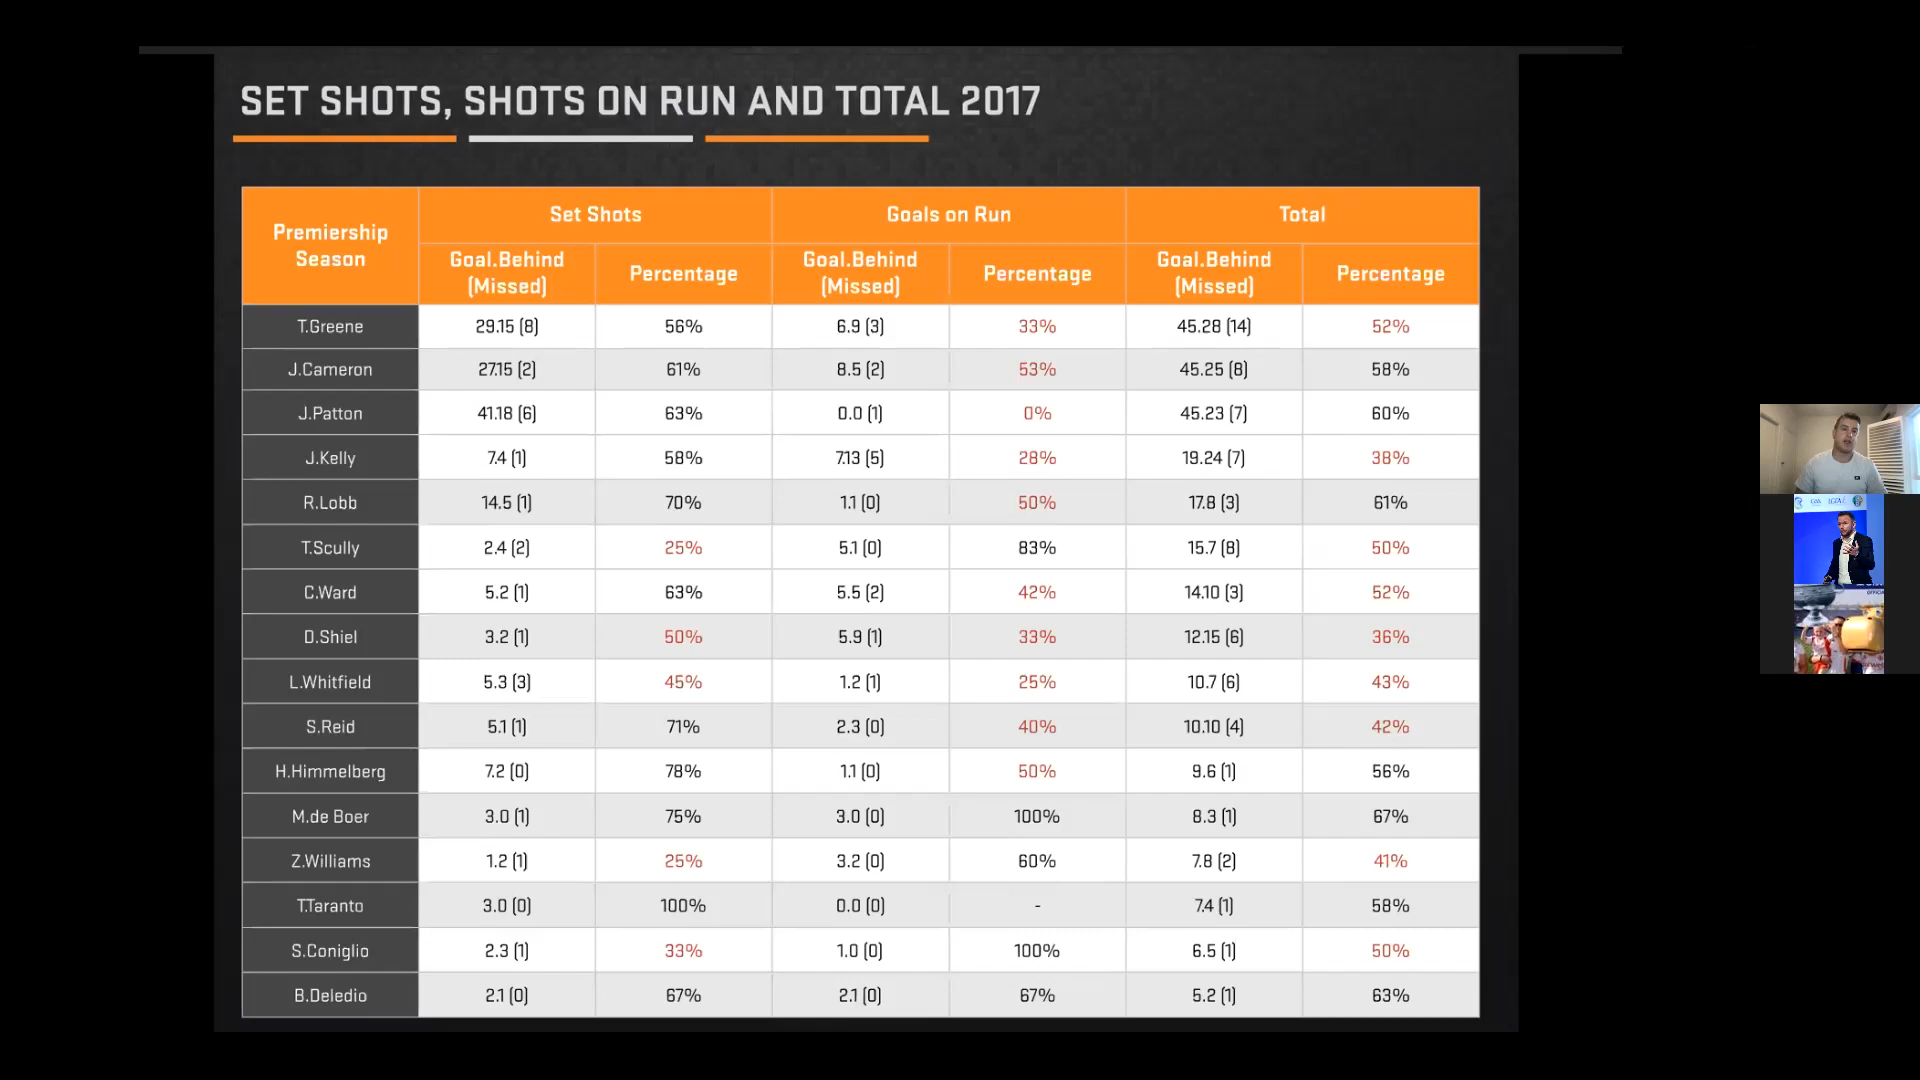 SET SHOTS, SHOTS ON RUN AND TOTAL 2017
Premiership Season Set Shots Goals on Run Total
Goal.Behind (Missed) Percentage Goal.Behind (Missed) Percentage Goal.Behind (Missed) Percentage
T.Greene 29.15 (8) 56% 6.9 (3) 33% 45.28 (14) 52%
J.Cameron 27.15 (2) 61% 8.5 (2) 53% 45.25 (8) 58%
J.Patton 41.18 (6) 63% 0.0 (1) 0% 45.23 (7) 60%
J.Kelly 7.4 (1) 58% 7.13 (5) 28% 19.24 (7) 38%
R.Lobb 14.5 (1) 70% 1.1 (0) 50% 17.8 (3) 61%
T.Scully 2.4 (2) 25% 5.1 (0) 83% 15.7 (8) 50%
C.Ward 5.2 (1) 63% 5.5 (2) 42% 14.10 (3) 52%
D.Shiel 3.2 (1) 50% 5.9 (1) 33% 12.15 (6) 36%
L.Whitfield 5.3 (3) 45% 1.2 (1) 25% 10.7 (6) 43%
S.Reid 5.1 (1) 71% 2.3 (0) 40% 10.10 (4) 42%
H.Himmelberg 7.2 (0) 78% 1.1 (0) 50% 9.6 (1) 56%
M.de Boer 3.0 (1) 75% 3.0 (0) 100% 8.3 (1) 67%
Z.Williams 1.2 (1) 25% 3.2 (0) 60% 7.8 (2) 41%
T.Taranto 3.0 (0) 100% 0.0 (0) - 7.4 (1) 58%
S.Coniglio 2.3 (1) 33% 1.0 (0) 100% 6.5 (1) 50%
B.Deledio 2.1 (0) 67% 2.1 (0) 67% 5.2 (1) 63%